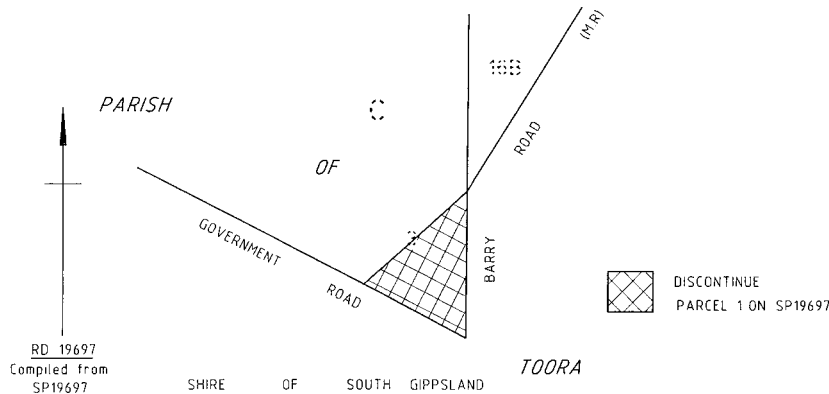 (M.R)
16B
PARISH
C
ROAD
OF
GOVERNMENT
BARRY
ROAD
DISCONTINUE
PARCEL 1 ON SP19697
RD 19697
Compiled from
SP19697
TOORA
SHIRE OF SOUTH GIPPSLAND